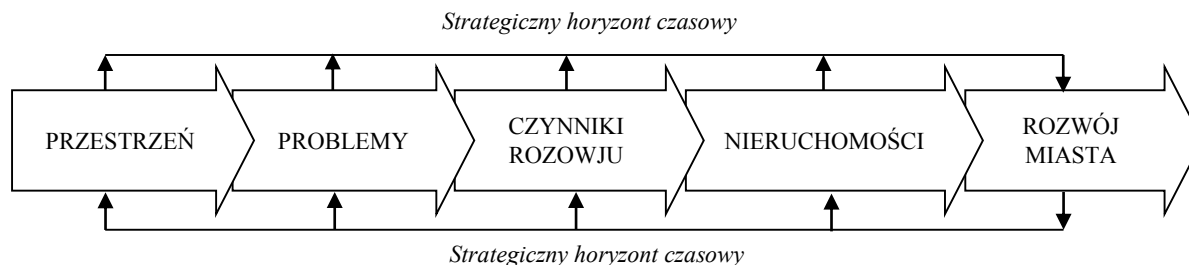 Strategiczny horyzont czasowy
PRZESTRZEŃ
PROBLEMY
CZYNNIKI
ROZOWJU
NIERUCHOMOŚCI
ROZWÓJ
MIASTA
Strategiczny horyzont czasowy